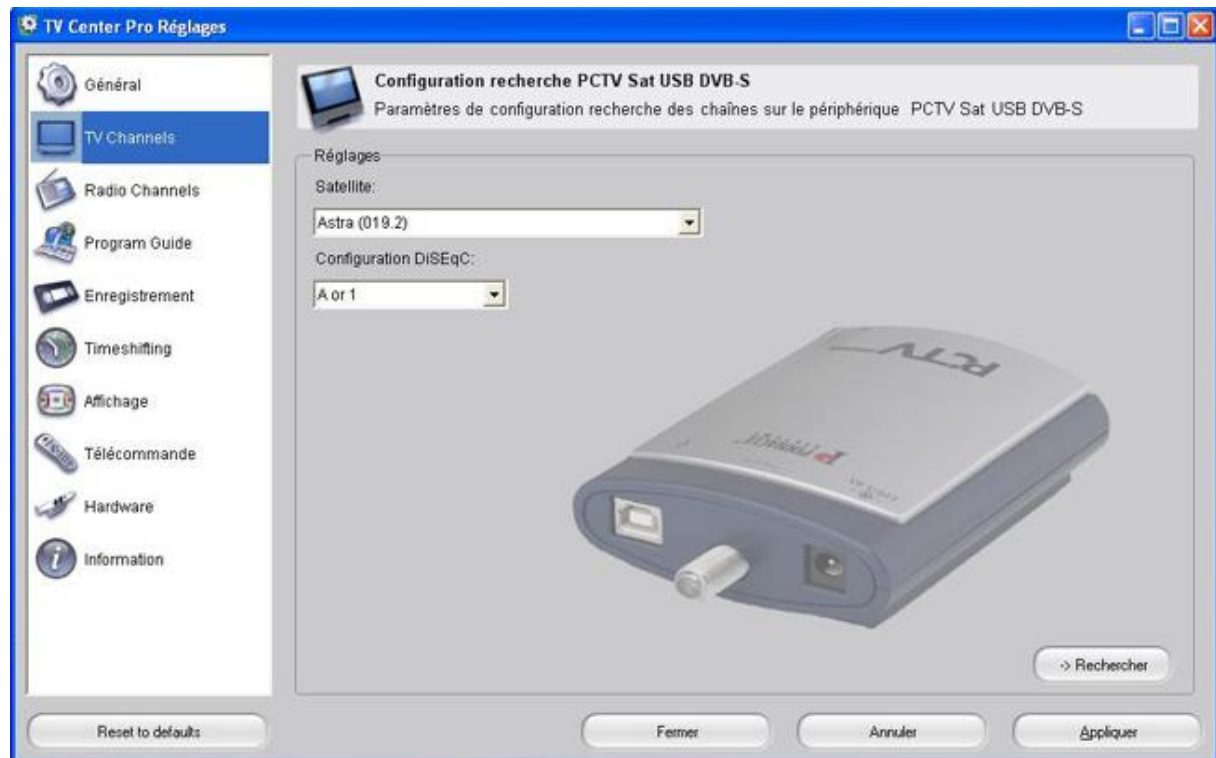 TV Center Pro Réglages
Général
TV Channels
Radio Channels
Program Guide
Enregistrement
Timeshifting
Affichage
Télécommande
Hardware
Information
Reset to defaults
Configuration recherche PCTV Sat USB DVB-S
Paramètres de configuration recherche des chaînes sur le périphérique PCTV Sat USB DVB-S
Réglages
Satellite:
Astra (019.2)
Configuration DiSEqC:
A or 1
PCTV
Pinnacle
-> Rechercher
Fermer
Annuler
Appliquer